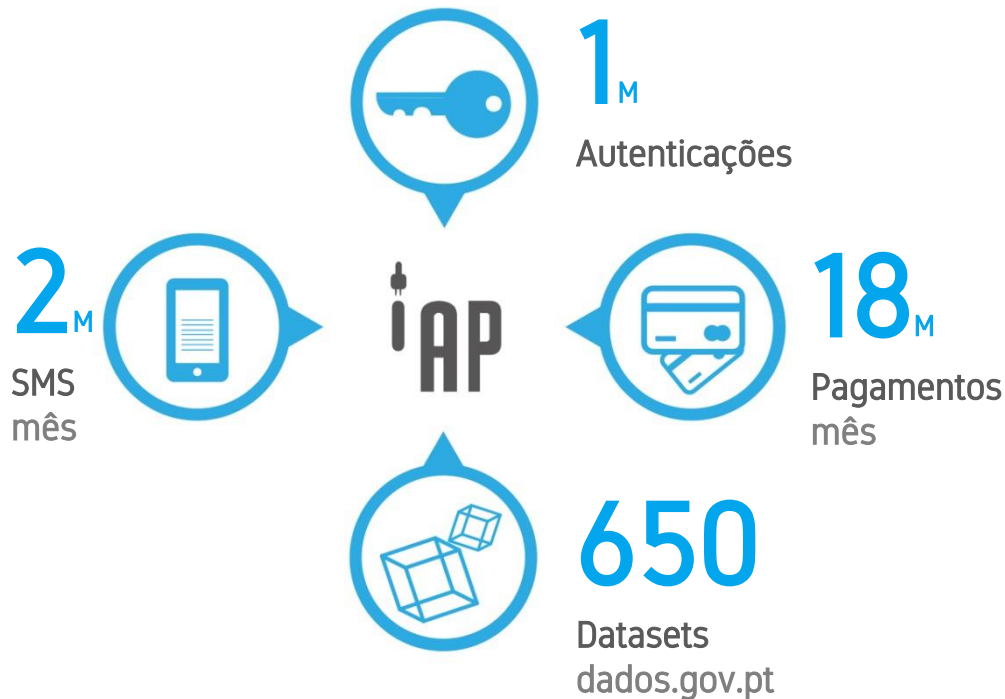 1M
Autenticações
2M
SMS
mês
iAP
18M
Pagamentos
mês
650
Datasets
dados.gov.pt